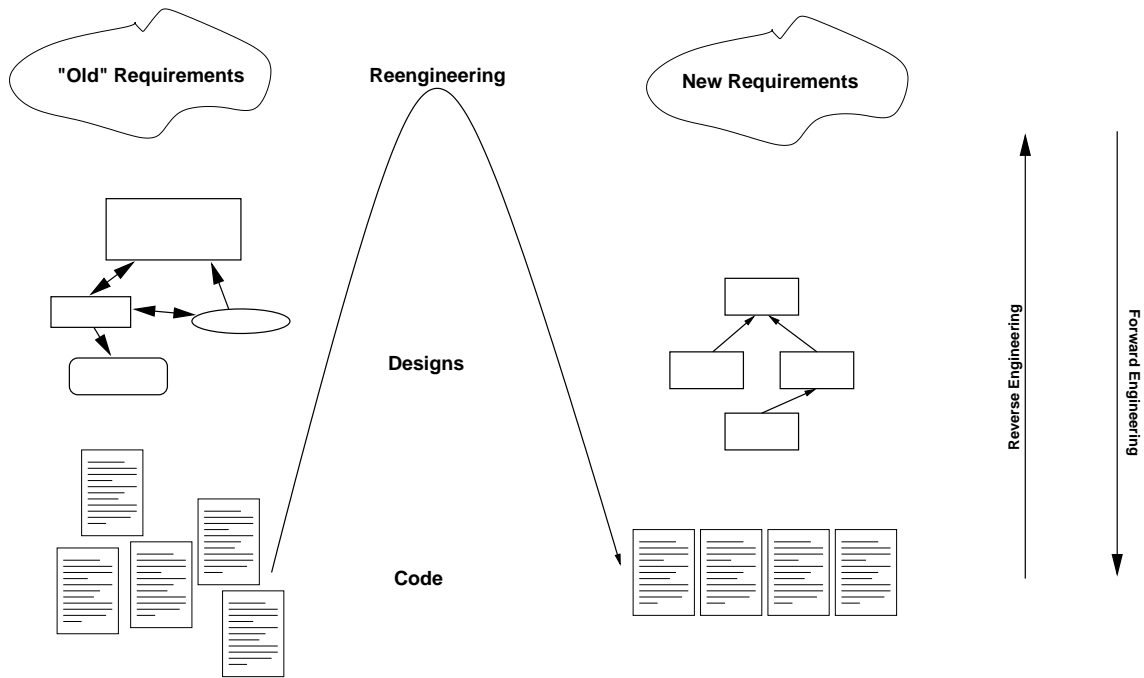 "Old" Requirements
Reengineering
New Requirements
Designs
Code
Reverse Engineering
Forward Engineering